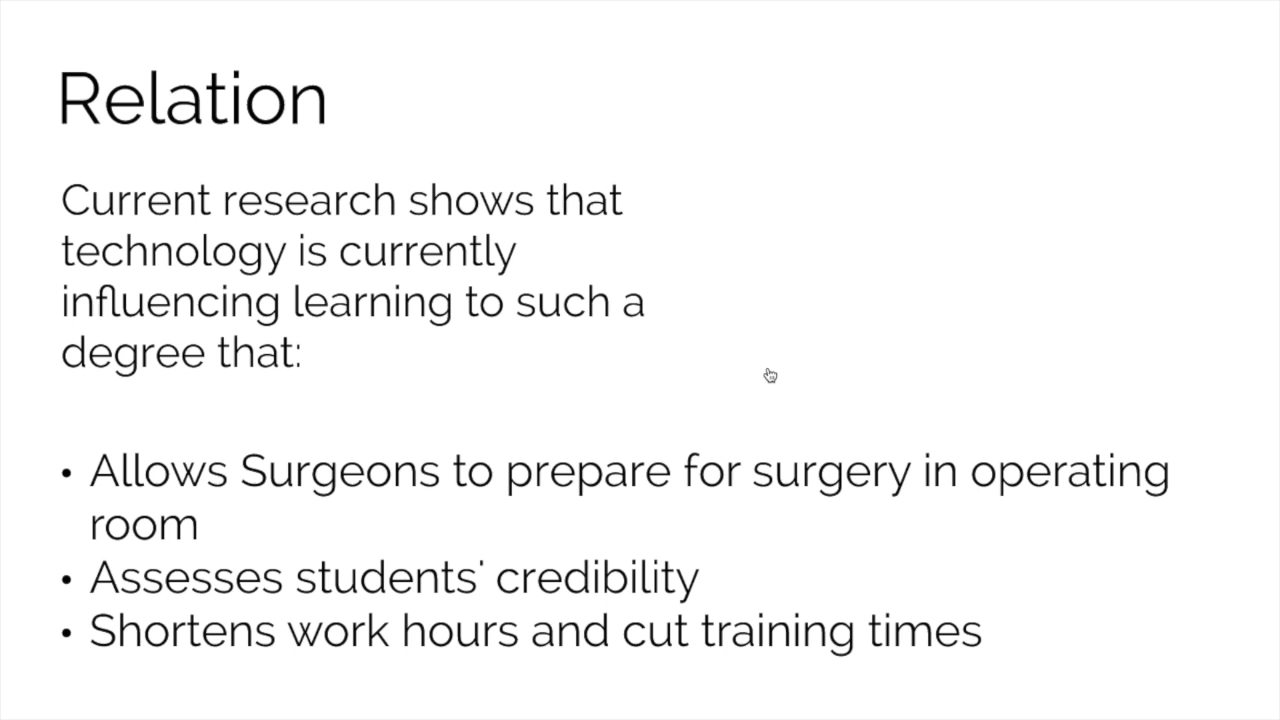 Relation
Current research shows that
technology is currently
influencing learning to such a
degree that:
• Allows Surgeons to prepare for surgery in operating
room
• Assesses students' credibility
• Shortens work hours and cut training times